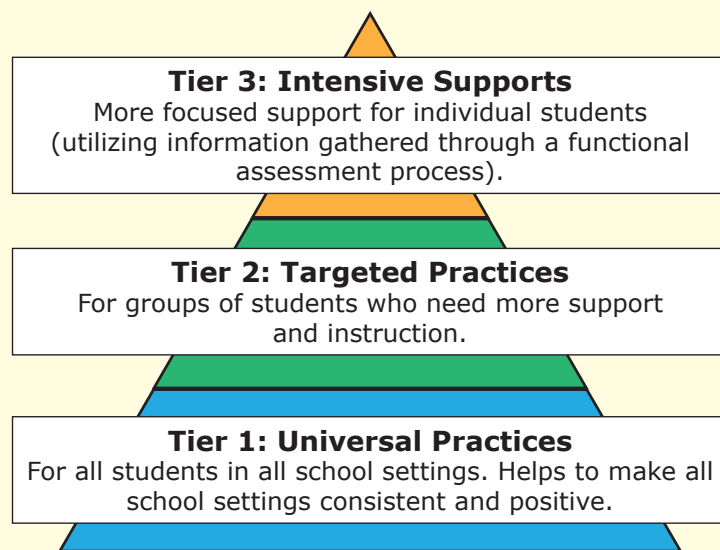 Tier 3: Intensive Supports
More focused support for individual students
(utilizing information gathered through a functional
assessment process).
Tier 2: Targeted Practices
For groups of students who need more support
and instruction.
Tier 1: Universal Practices
For all students in all school settings. Helps to make all
school settings consistent and positive.